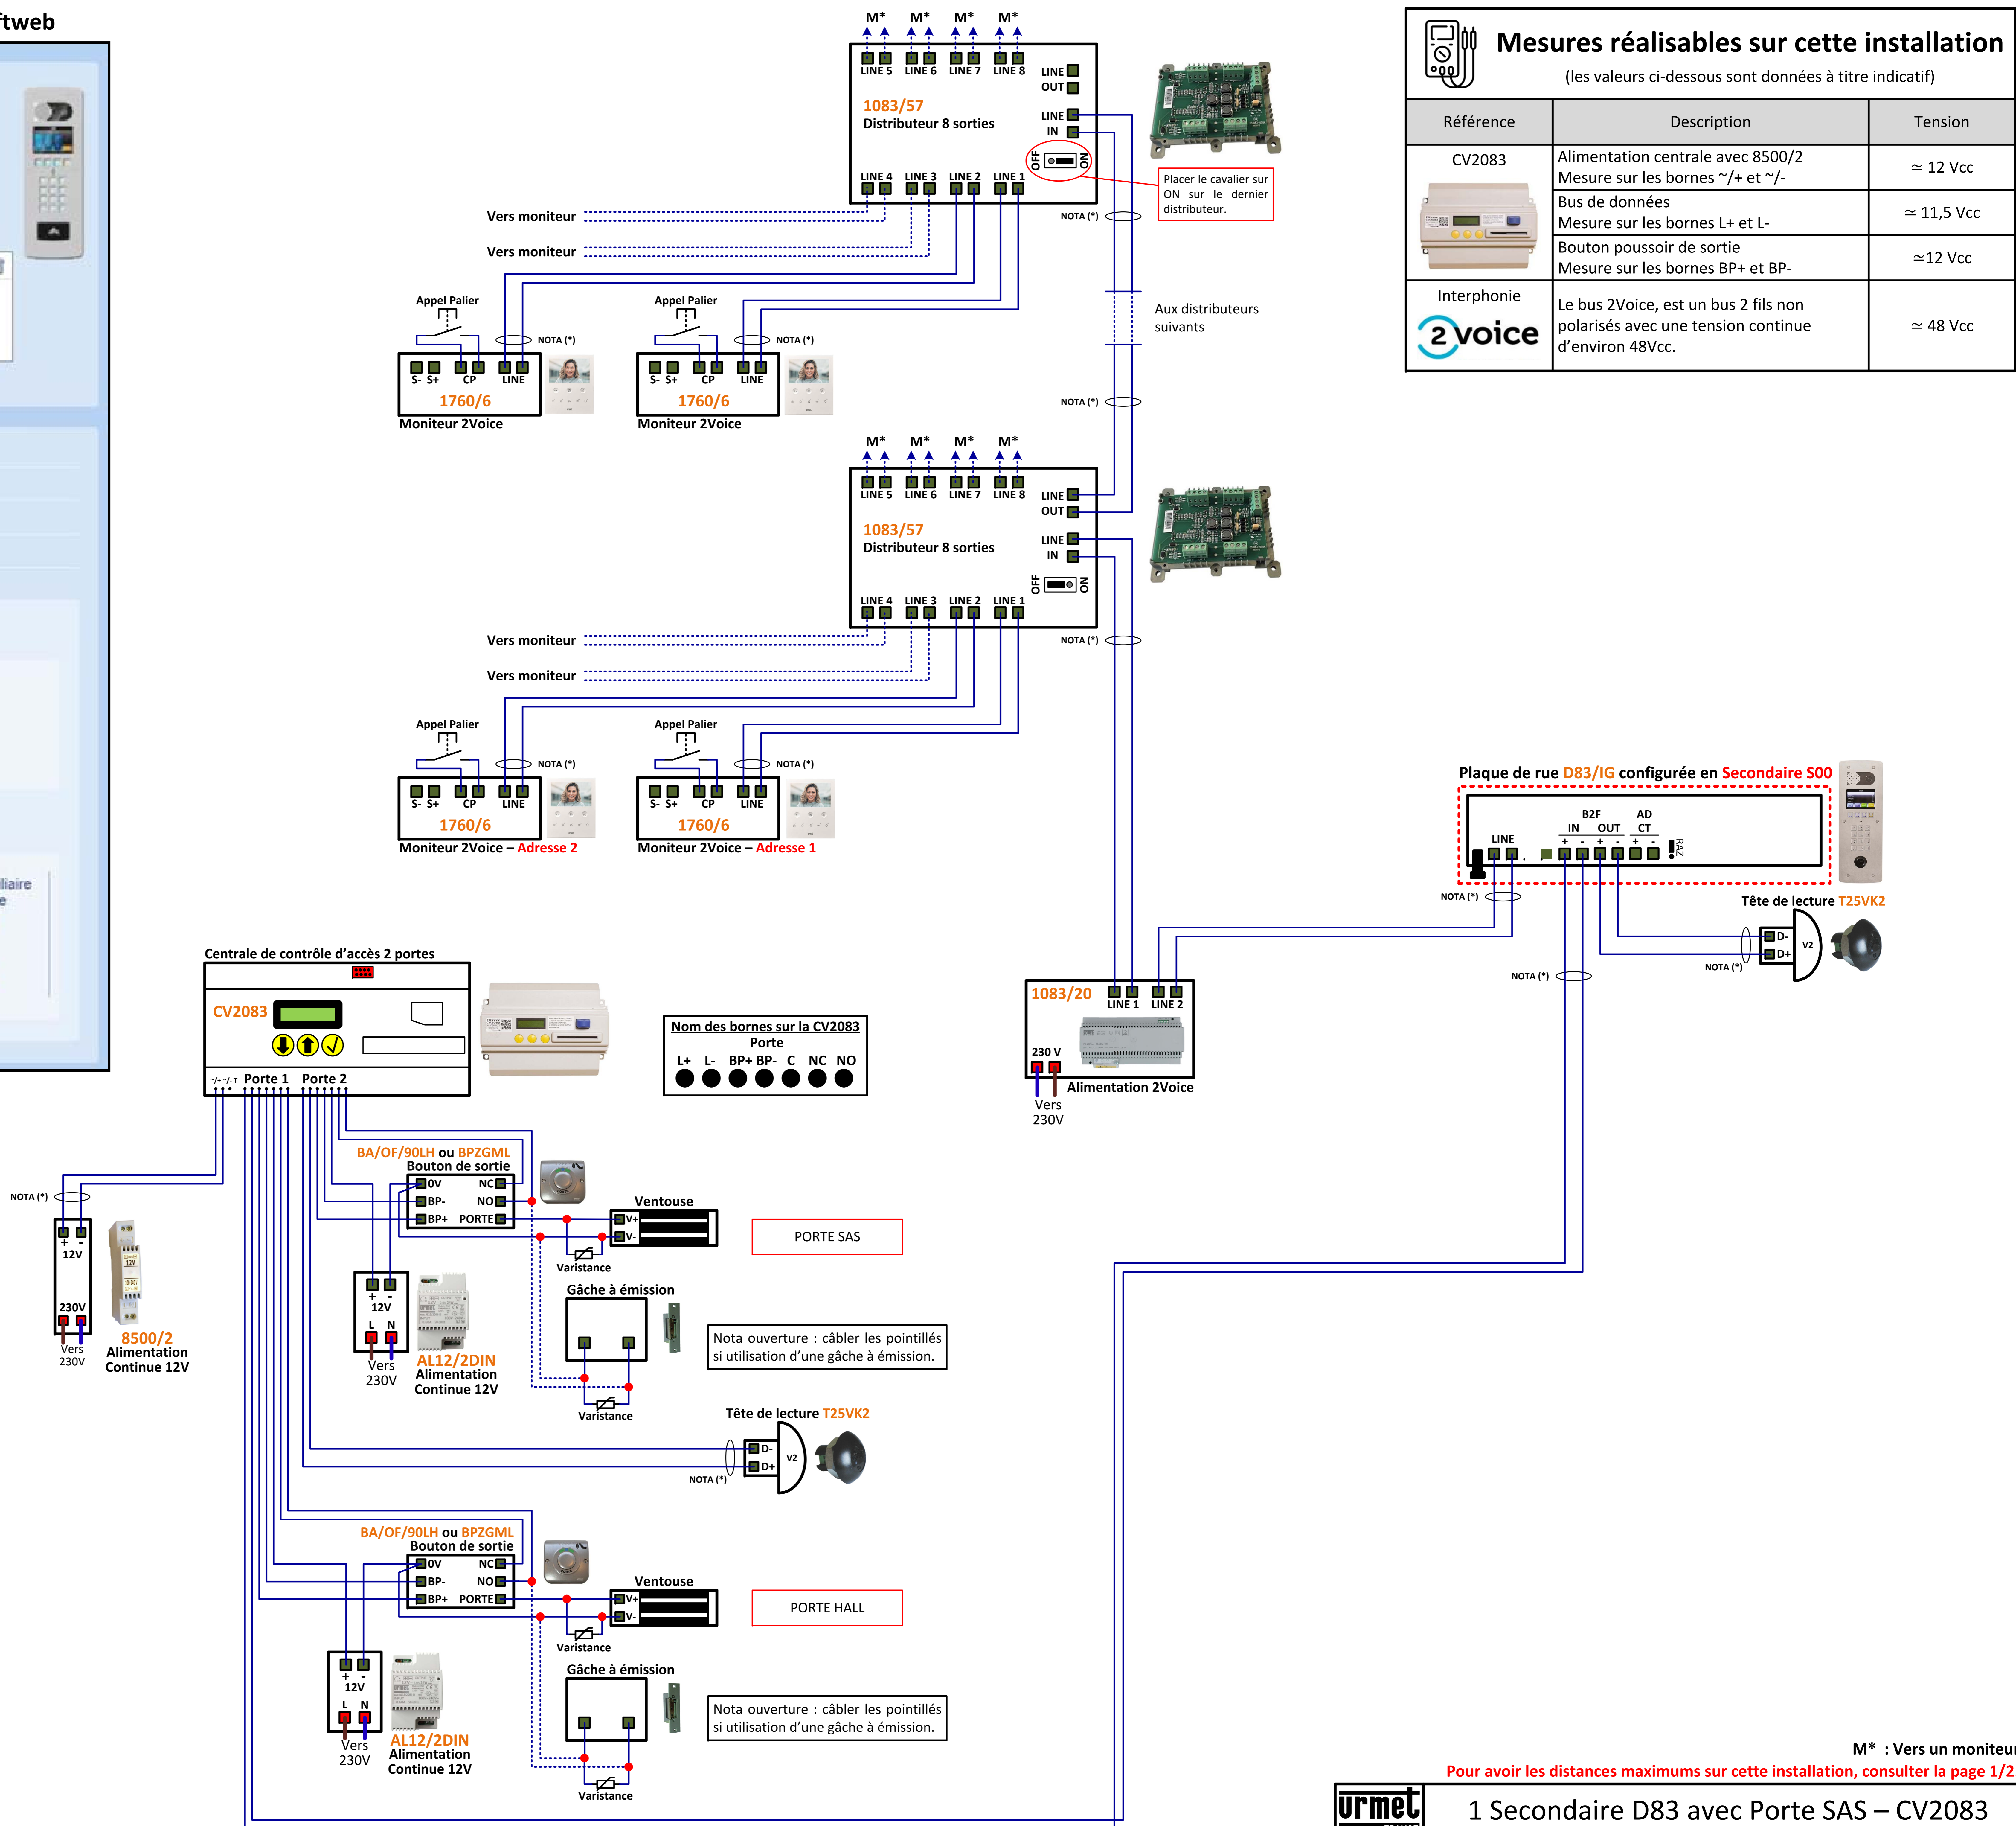 ftweb
M* M* M* M*
LINE 5 LINE 6 LINE 7 LINE 8
LINE
OUT
1083/57
Distributeur 8 sorties
LINE
IN
OFF
ON
LINE 4 LINE 3 LINE 2 LINE 1
Placer le cavalier sur
ON sur le dernier
distributeur.
NOTA (*)
Vers moniteur
Vers moniteur
Appel Palier
Appel Palier
NOTA (*)
NOTA (*)
Aux distributeurs
suivants
S- S+ CP LINE
1760/6
Moniteur 2Voice
S- S+ CP LINE
1760/6
Moniteur 2Voice
NOTA (*)
Mesures réalisables sur cette installation
(les valeurs ci-dessous sont données à titre indicatif)
Référence Description Tension
CV2083
Alimentation centrale avec 8500/2
Mesure sur les bornes ~/+ et ~/-
≃ 12 Vcc
Bus de données
Mesure sur les bornes L+ et L-
≃ 11,5 Vcc
Bouton poussoir de sortie
Mesure sur les bornes BP+ et BP-
≃12 Vcc
Interphonie
2voice
Le bus 2Voice, est un bus 2 fils non
polarisés avec une tension continue
d’environ 48Vcc.
≃ 48 Vcc
M* M* M* M*
LINE 5 LINE 6 LINE 7 LINE 8
LINE
OUT
1083/57
Distributeur 8 sorties
LINE
IN
OFF
ON
LINE 4 LINE 3 LINE 2 LINE 1
NOTA (*)
Vers moniteur
Vers moniteur
Appel Palier
Appel Palier
NOTA (*)
NOTA (*)
S- S+ CP LINE
1760/6
Moniteur 2Voice – Adresse 2
S- S+ CP LINE
1760/6
Moniteur 2Voice – Adresse 1
Plaque de rue D83/IG configurée en Secondaire S00
B2F AD
IN OUT CT
LINE + - + - + -
RAZ
NOTA (*)
Tête de lecture T25VK2
D-
D+
V2
NOTA (*)
NOTA (*)
liaire
e
Centrale de contrôle d’accès 2 portes
CV2083
~/+ ~/- T Porte 1 Porte 2
Nom des bornes sur la CV2083
Porte
L+ L- BP+ BP- C NC NO
1083/20
LINE 1 LINE 2
230 V
Alimentation 2Voice
Vers
230V
NOTA (*)
+ -
12V
230V
Vers
230V
8500/2
Alimentation
Continue 12V
BA/OF/90LH ou BPZGML
Bouton de sortie
0V NC
BP- NO
BP+ PORTE
Ventouse
V+
V-
Varistance
PORTE SAS
+ -
12V
L N
Vers
230V
AL12/2DIN
Alimentation
Continue 12V
Gâche à émission
Varistance
Nota ouverture : câbler les pointillés
si utilisation d’une gâche à émission.
Tête de lecture T25VK2
D-
D+
V2
NOTA (*)
BA/OF/90LH ou BPZGML
Bouton de sortie
0V NC
BP- NO
BP+ PORTE
Ventouse
V+
V-
Varistance
PORTE HALL
+ -
12V
L N
Vers
230V
AL12/2DIN
Alimentation
Continue 12V
Gâche à émission
Varistance
Nota ouverture : câbler les pointillés
si utilisation d’une gâche à émission.
M* : Vers un moniteur
Pour avoir les distances maximums sur cette installation, consulter la page 1/2
urmet
1 Secondaire D83 avec Porte SAS – CV2083